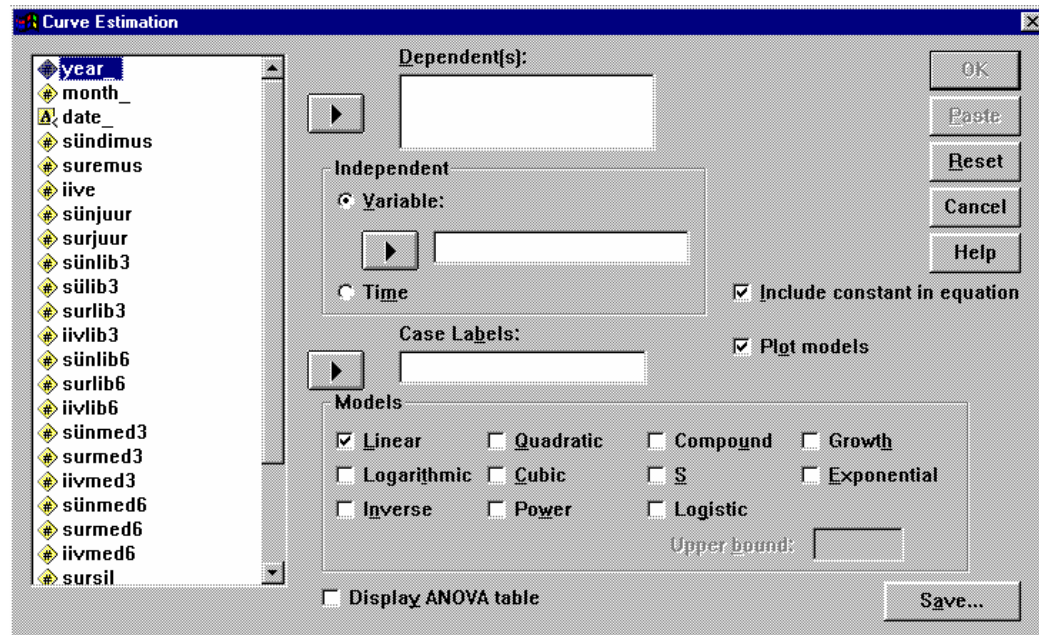 Curve Estimation
year_
month_
date_
sündimus
suremus
iive
sünjuur
surjuur
sünlib3
sülib3
surlib3
iivlib3
sünlib6
surlib6
iivlib6
sünmed3
surmed3
iivmed3
sünmed6
surmed6
iivmed6
sursil
Dependent(s):
Independent
Variable:
Time
Case Labels:
OK
Paste
Reset
Cancel
Help
Include constant in equation
Plot models
Models
Linear Quadratic Compound Growth
Logarithmic Cubic S Exponential
Inverse Power Logistic
Upper bound:
Display ANOVA table
Save...